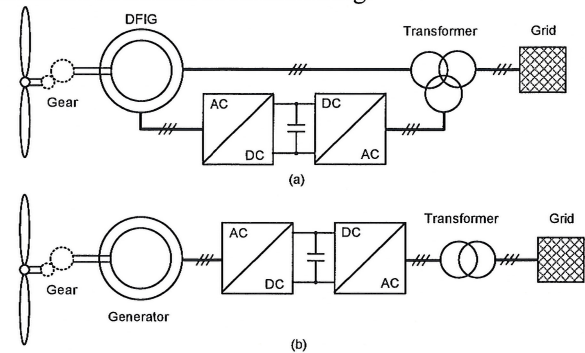 DFIG
Transformer
Grid
Gear
AC
DC
DC
AC
(a)
Transformer
Grid
Gear
Generator
AC
DC
DC
AC
(b)